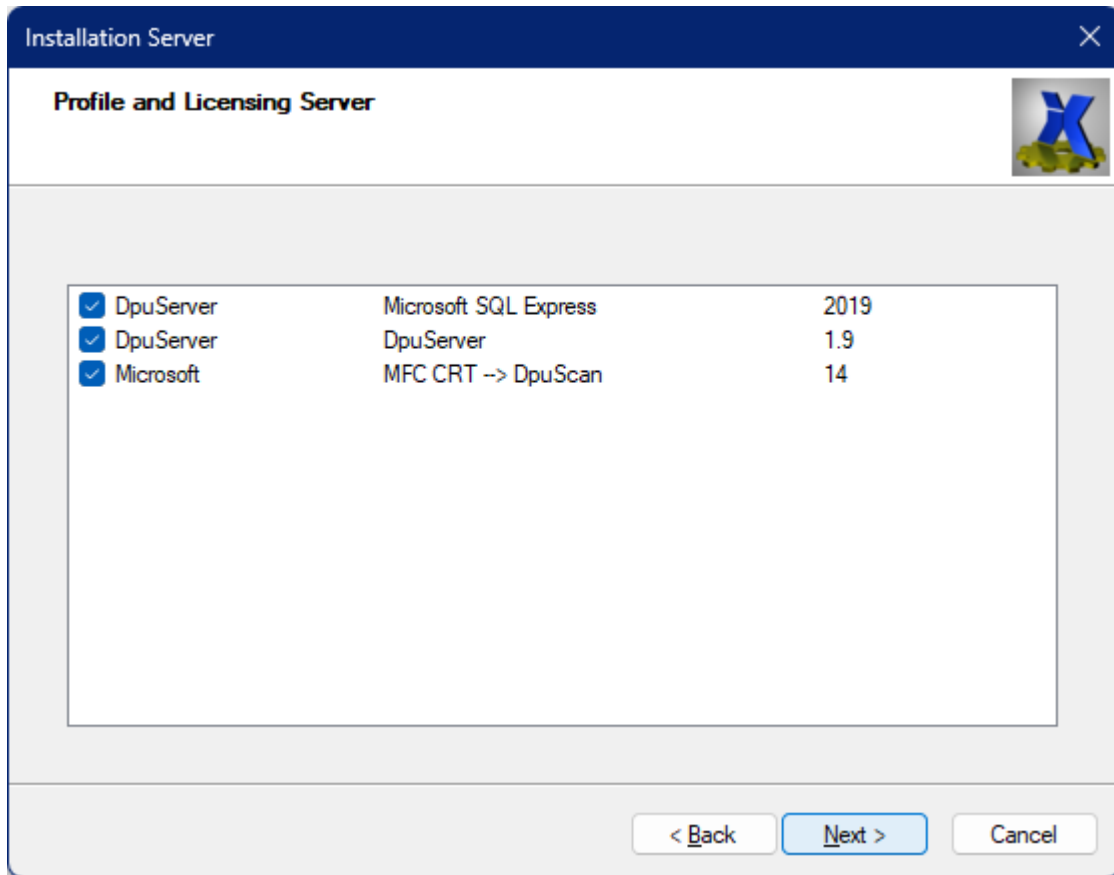 Installation Server
Profile and Licensing Server
DpuServer Microsoft SQL Express 2019
DpuServer DpuServer 1.9
Microsoft MFC CRT --> DpuScan 14
< Back Next > Cancel